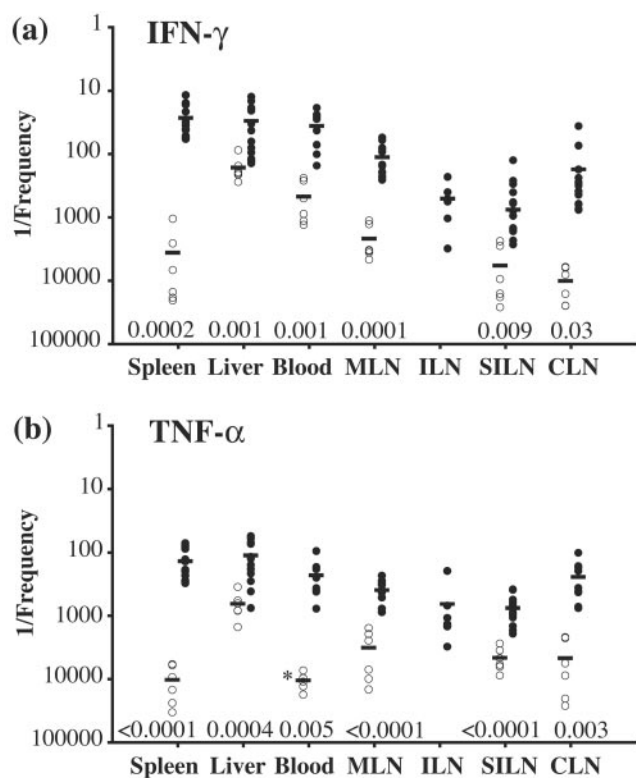 (a) IFN-γ
1
10
100
1000
10000
100000
1/Frequency
0.0002 0.001 0.001 0.0001 0.009 0.03
Spleen Liver Blood MLN ILN SILN CLN
(b) TNF-α
1
10
100
1000
10000
100000
1/Frequency
*
<0.0001 0.0004 0.005 <0.0001 <0.0001 0.003
Spleen Liver Blood MLN ILN SILN CLN